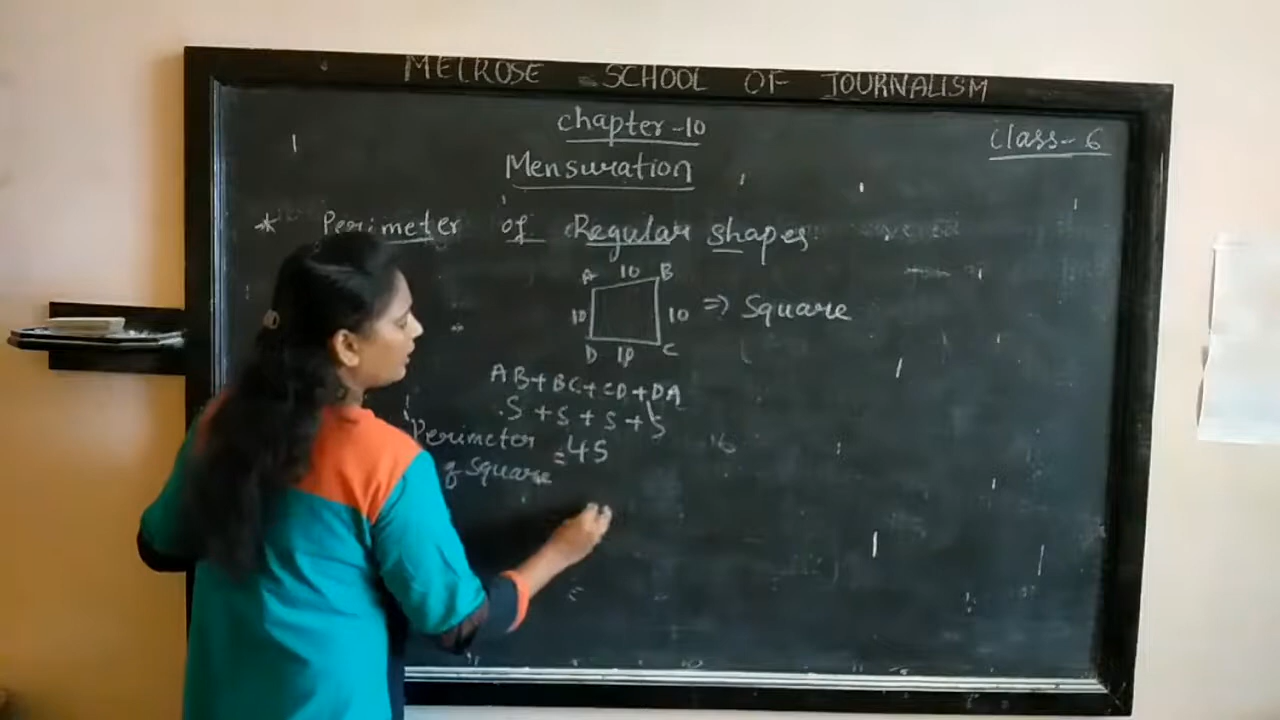 MELROSE SCHOOL OF JOURNALISM
Chapter-10
Class-6
Mensuration
* Perimeter of Regular shapes
A 10 B
10 10 ⇒ Square
D 10 C
AB+BC+CD+DA
S+S+S+S
Perimeter
of square = 4S